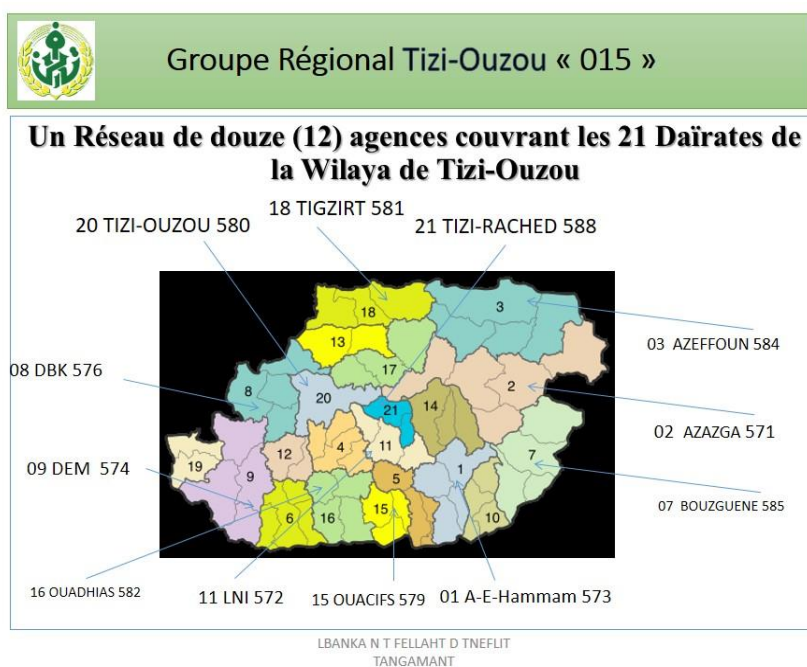 Groupe Régional Tizi-Ouzou « 015 »
Un Réseau de douze (12) agences couvrant les 21 Daïrates de
la Wilaya de Tizi-Ouzou
18 TIGZIRT 581
20 TIZI-OUZOU 580
21 TIZI-RACHED 588
03 AZEFFOUN 584
08 DBK 576
02 AZAZGA 571
09 DEM 574
07 BOUZGUENE 585
16 OUADHIAS 582
11 LNI 572
15 OUACIFS 579
01 A-E-Hammam 573
18
3
13
17
2
8
20
21
14
4
11
12
7
19
9
5
1
6
16
15
10
LBANKA N T FELLAHT D TNEFLIT
TANGAMANT